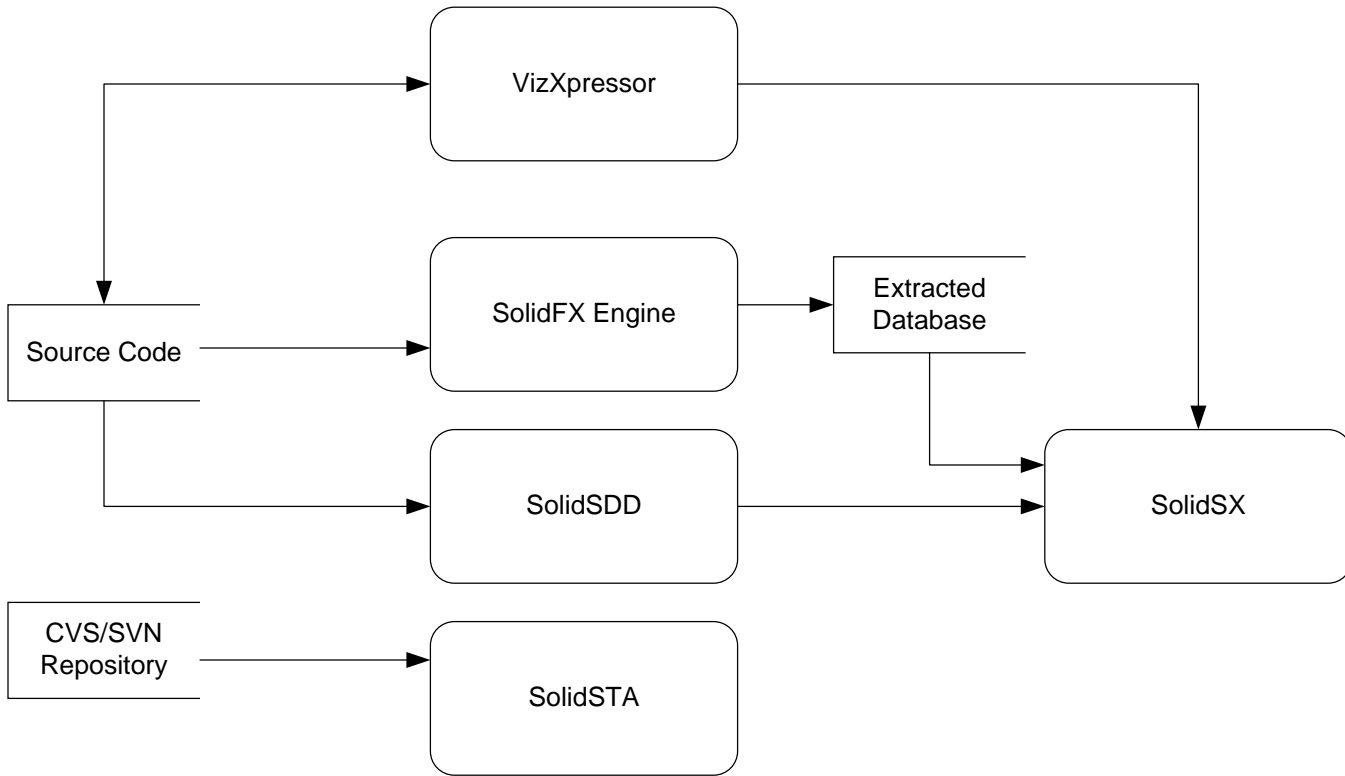 VizXpressor
SolidFX Engine
Extracted
Database
Source Code
SolidSDD
SolidSX
CVS/SVN
Repository
SolidSTA